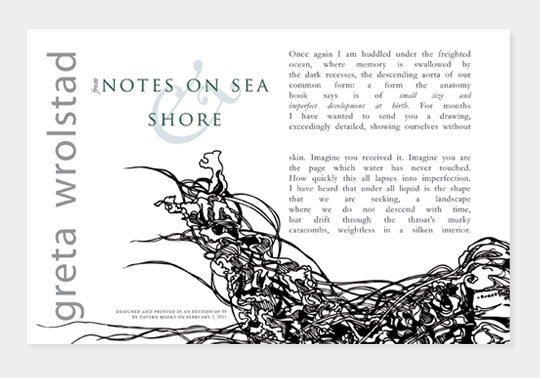 greta wrolstad
from NOTES ON SEA
& SHORE
Once again I am huddled under the freighted
ocean, where memory is swallowed by
the dark recesses, the descending aorta of our
common form: a form the anatomy
book says is of small size and
imperfect development at birth. For months
I have wanted to send you a drawing,
exceedingly detailed, showing ourselves without
skin. Imagine you received it. Imagine you are
the page which water has never touched.
How quickly this all lapses into imperfection.
I have heard that under all liquid is the shape
that we are seeking, a landscape
where we do not descend with time,
but drift through the throat's murky
catacombs, weightless in a silken interior.
DESIGNED AND PRINTED IN AN EDITION OF 50
BY TAVERN BOOKS ON FEBRUARY 7, 2011